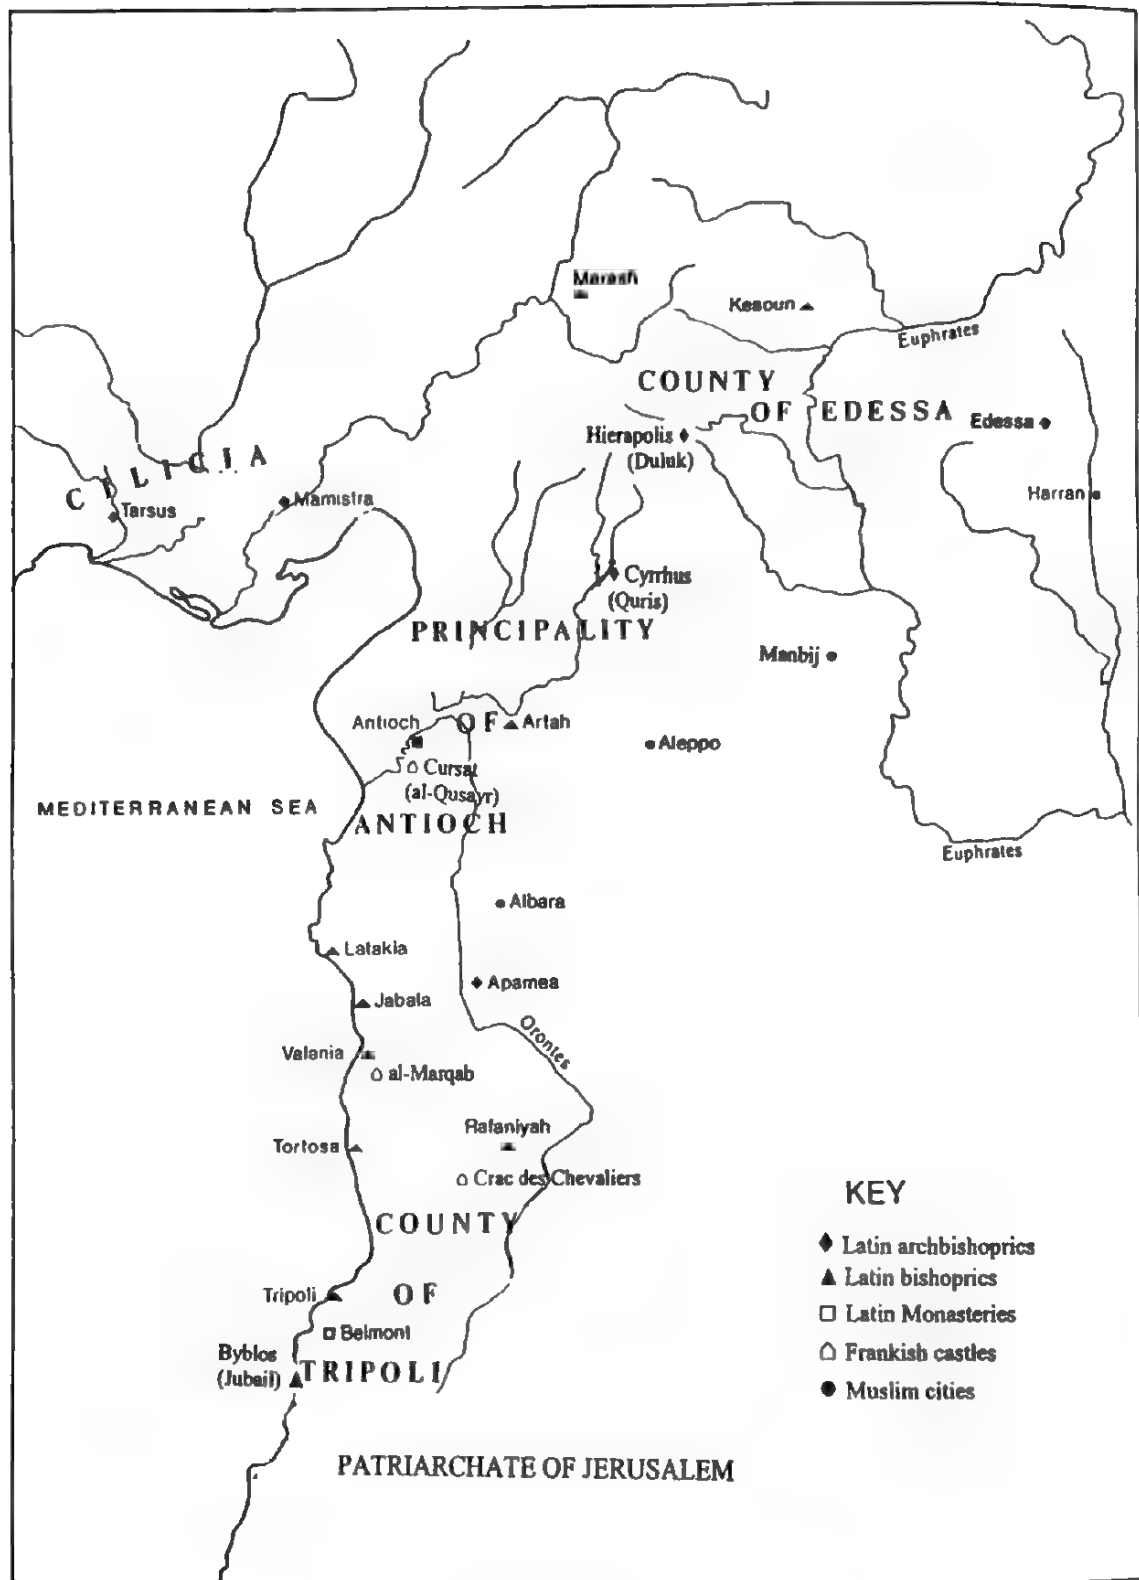 Marash
Kesoun
Euphrates
COUNTY
OF EDESSA
Edessa
Hierapolis
(Duluk)
CILICIA
Harran
Mamistra
Tarsus
Cyrrhus
(Quris)
PRINCIPALITY
Manbij
Antioch
OF
Artah
Aleppo
Cursat
(al-Qusayr)
MEDITERRANEAN SEA
ANTIOCH
Euphrates
Albara
Latakia
Apamea
Jabala
Orontes
Valania
al-Marqab
Rafaniyah
Tortosa
Crac des Chevaliers
COUNTY
Tripoli
OF
Belmont
Byblos
(Jubail)
TRIPOLI
PATRIARCHATE OF JERUSALEM
KEY
Latin archbishoprics
Latin bishoprics
Latin Monasteries
Frankish castles
Muslim cities